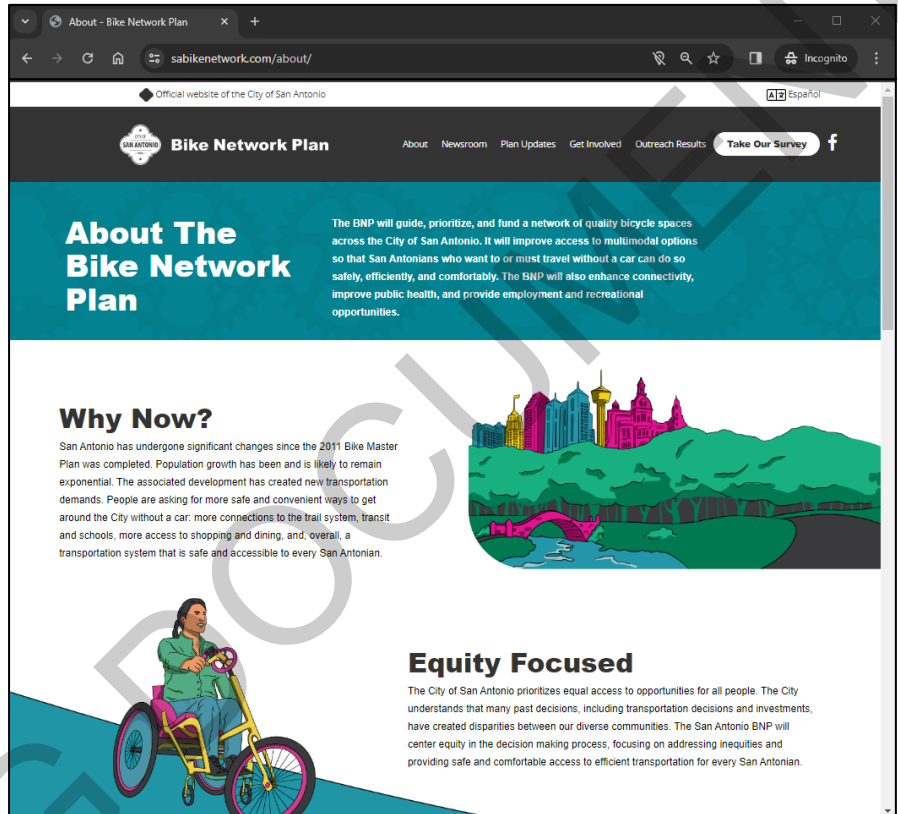 About - Bike Network Plan
sabikenetwork.com/about/
Incognito
Official website of the City of San Antonio
Español
CITY OF
SAN ANTONIO
Bike Network Plan
About Newsroom Plan Updates Get Involved Outreach Results Take Our Survey
About The
Bike Network
Plan
The BNP will guide, prioritize, and fund a network of quality bicycle spaces
across the City of San Antonio. It will improve access to multimodal options
so that San Antonians who want to or must travel without a car can do so
safely, efficiently, and comfortably. The BNP will also enhance connectivity,
improve public health, and provide employment and recreational
opportunities.
Why Now?
San Antonio has undergone significant changes since the 2011 Bike Master
Plan was completed. Population growth has been and is likely to remain
exponential. The associated development has created new transportation
demands. People are asking for more safe and convenient ways to get
around the City without a car: more connections to the trail system, transit
and schools, more access to shopping and dining, and, overall, a
transportation system that is safe and accessible to every San Antonian.
Equity Focused
The City of San Antonio prioritizes equal access to opportunities for all people. The City
understands that many past decisions, including transportation decisions and investments,
have created disparities between our diverse communities. The San Antonio BNP will
center equity in the decision making process, focusing on addressing inequities and
providing safe and comfortable access to efficient transportation for every San Antonian.
DOCUMEN